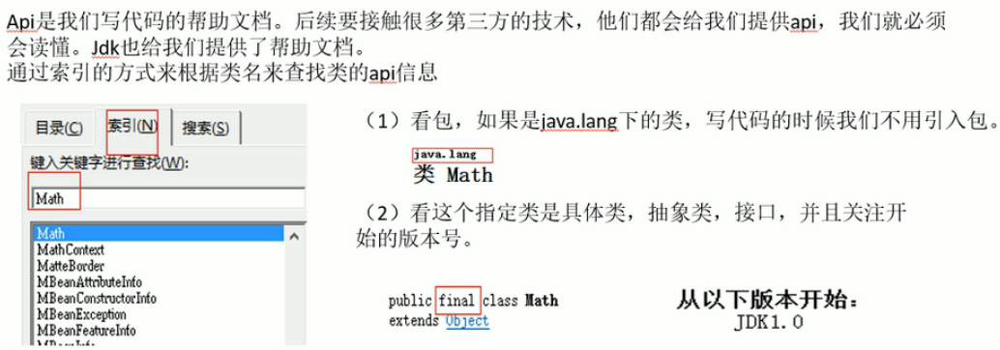 Api是我们写代码的帮助文档。后续要接触很多第三方的技术，他们都会给我们提供api，我们就必须
会读懂。Jdk也给我们提供了帮助文档。
通过索引的方式来根据类名来查找类的api信息
目录(C) 索引(N) 搜索(S)
键入关键字进行查找(W):
Math
Math
MathContext
MatteBorder
MBeanAttributeInfo
MBeanConstructorInfo
MBeanException
MBeanFeatureInfo
（1）看包，如果是java.lang下的类，写代码的时候我们不用引入包。
java.lang
类 Math
（2）看这个指定类是具体类，抽象类，接口，并且关注开
始的版本号。
public final class Math
extends Object
从以下版本开始：
JDK1.0